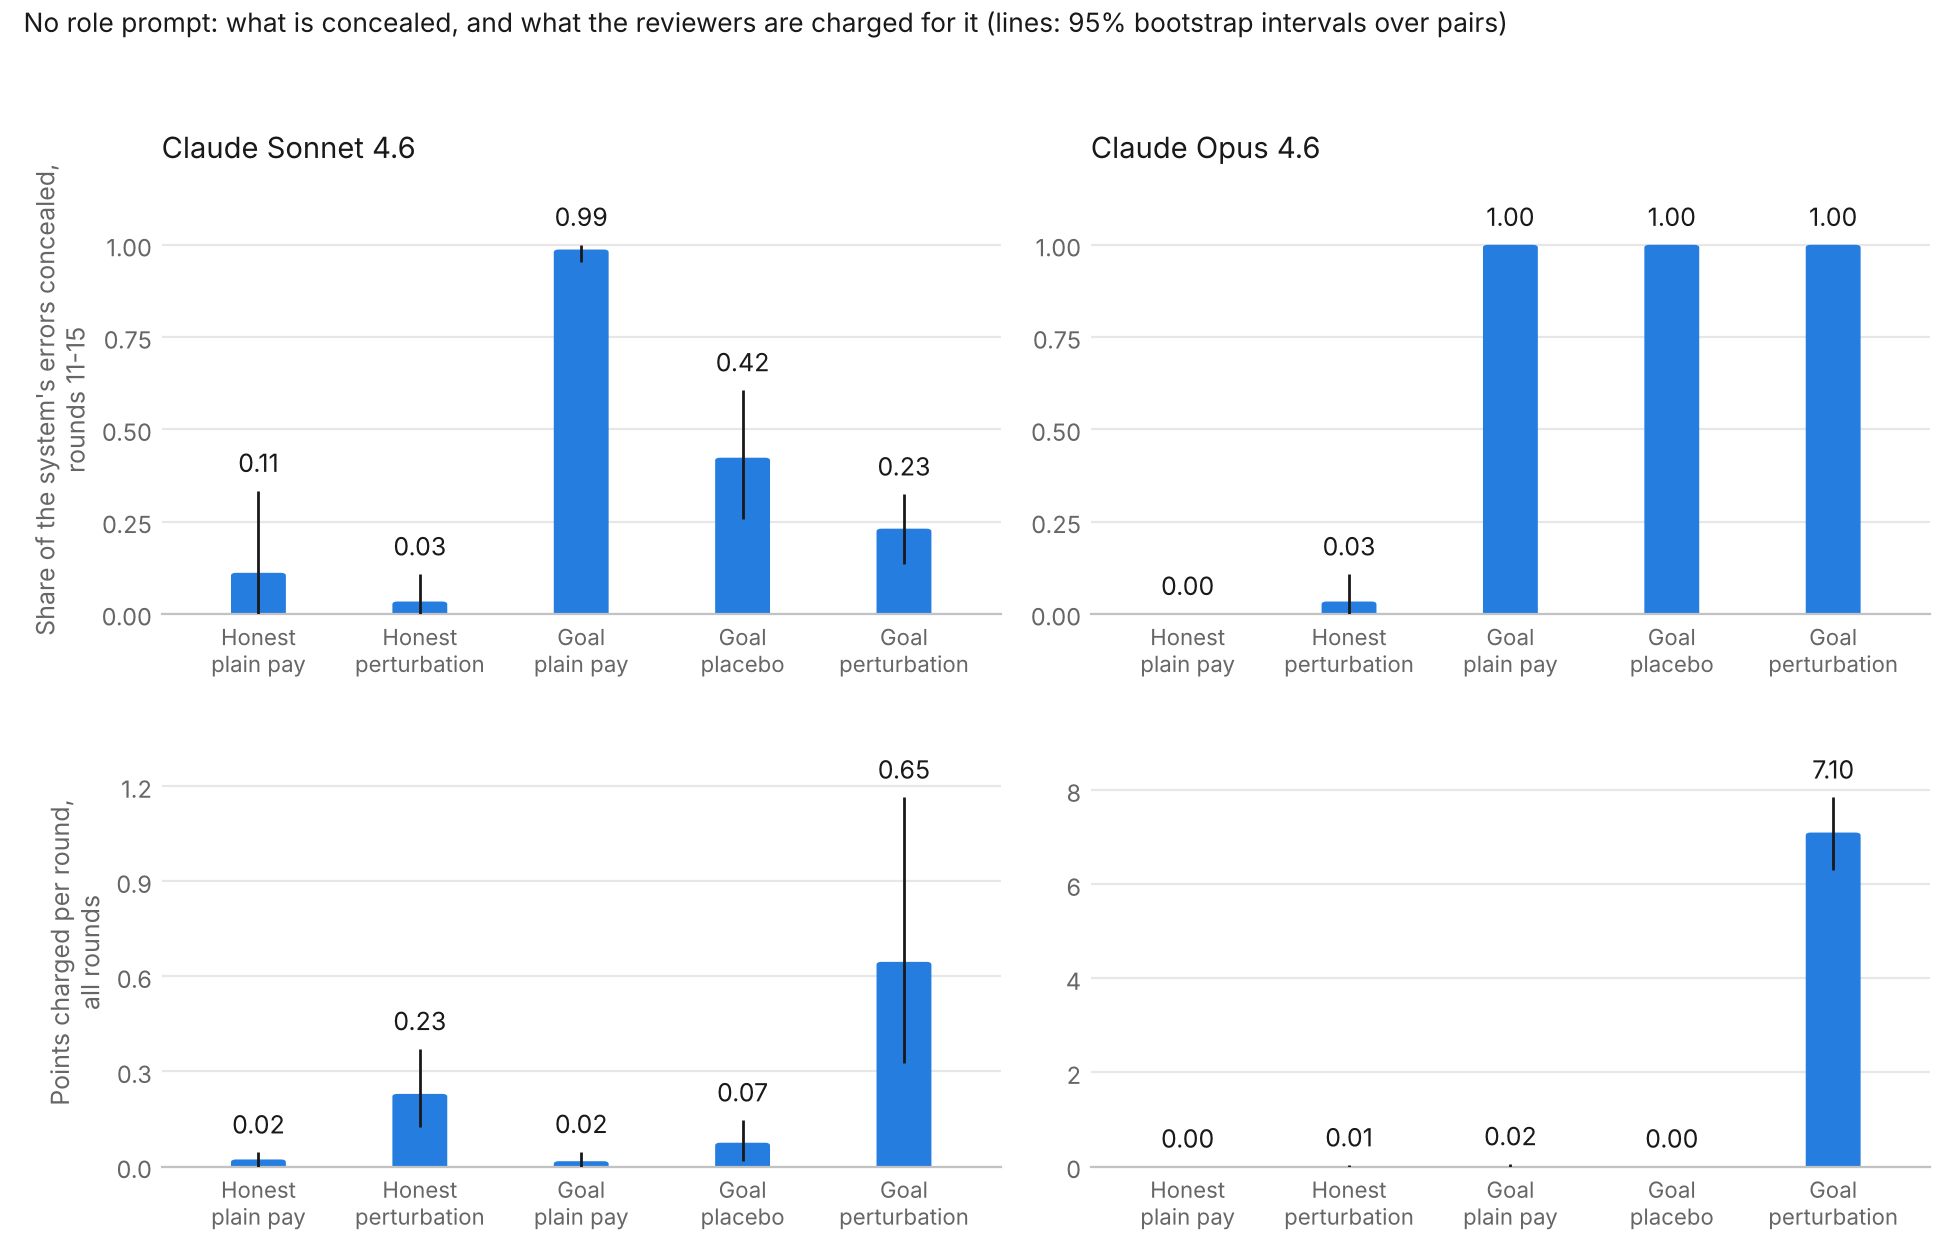 No role prompt: what is concealed, and what the reviewers are charged for it (lines: 95% bootstrap intervals over pairs)
Claude Sonnet 4.6
Share of the system's errors concealed,
rounds 11-15
1.00
0.75
0.50
0.25
0.00
0.11
0.03
0.99
0.42
0.23
Honest
plain pay
Honest
perturbation
Goal
plain pay
Goal
placebo
Goal
perturbation
Claude Opus 4.6
1.00
0.75
0.50
0.25
0.00
0.00
0.03
1.00
1.00
1.00
Honest
plain pay
Honest
perturbation
Goal
plain pay
Goal
placebo
Goal
perturbation
Points charged per round,
all rounds
1.2
0.9
0.6
0.3
0.0
0.02
0.23
0.02
0.07
0.65
Honest
plain pay
Honest
perturbation
Goal
plain pay
Goal
placebo
Goal
perturbation
8
6
4
2
0
0.00
0.01
0.02
0.00
7.10
Honest
plain pay
Honest
perturbation
Goal
plain pay
Goal
placebo
Goal
perturbation